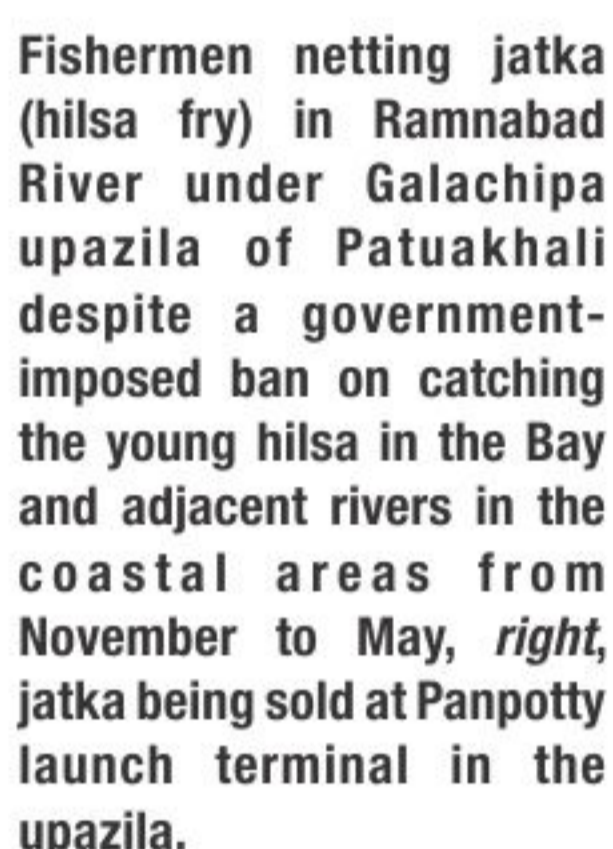 Fishermen netting jatka
(hilsa fry) in Ramnabad
River under Galachipa
upazila of Patuakhali
despite a government-
imposed ban on catching
the young hilsa in the Bay
and adjacent rivers in the
coastal areas from
November to May, right,
jatka being sold at Panpotty
launch terminal in the
upazila.